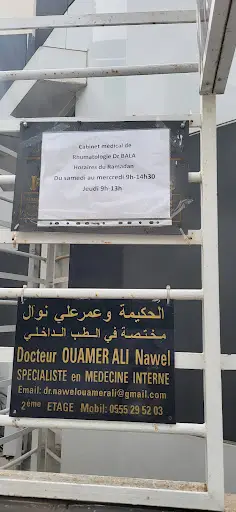 Cabinet médical de
Rhumatologie Dr BALA
Horaires du Ramadan
Du samedi au mercredi 9h-14h30
Jeudi 9h-13h
الحكيمة وعمرعلي نوال
مختصة في الطب الداخلي
Docteur OUAMER ALI Nawel
SPECIALISTE en MEDECINE INTERNE
Email: dr.nawelouamerali@gmail.com
2ème ETAGE Mobil: 0555 29 52 03